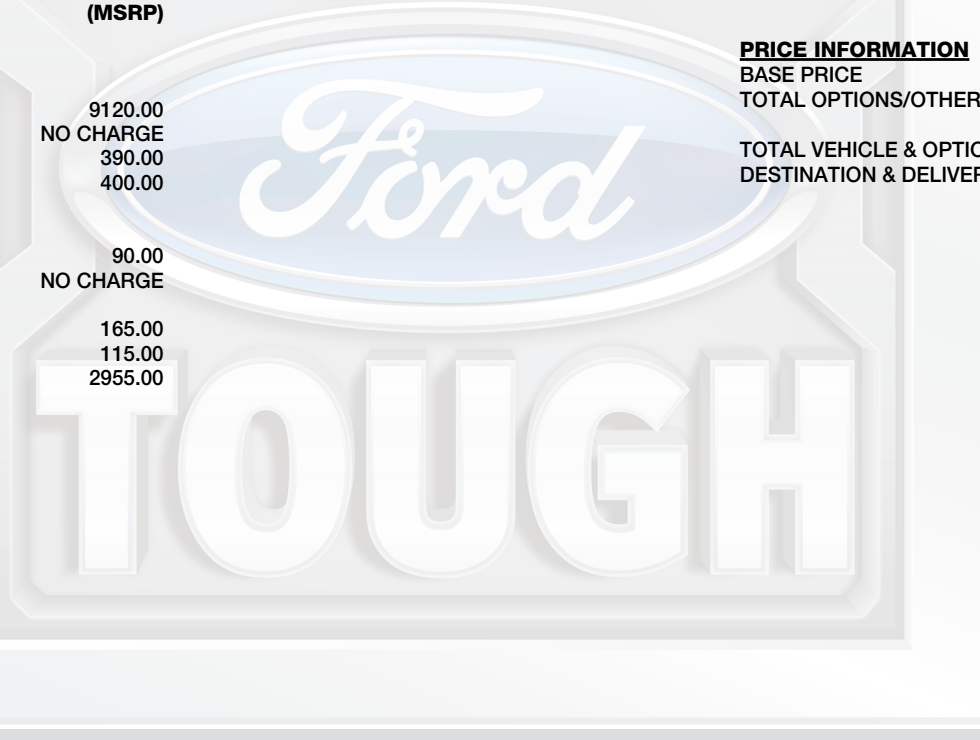 (MSRP)
9120.00
NO CHARGE
390.00
400.00
90.00
NO CHARGE
165.00
115.00
2955.00
PRICE INFORMATION
BASE PRICE
TOTAL OPTIONS/OTHER
TOTAL VEHICLE & OPTIO
DESTINATION & DELIVER
Ford
TOUGH